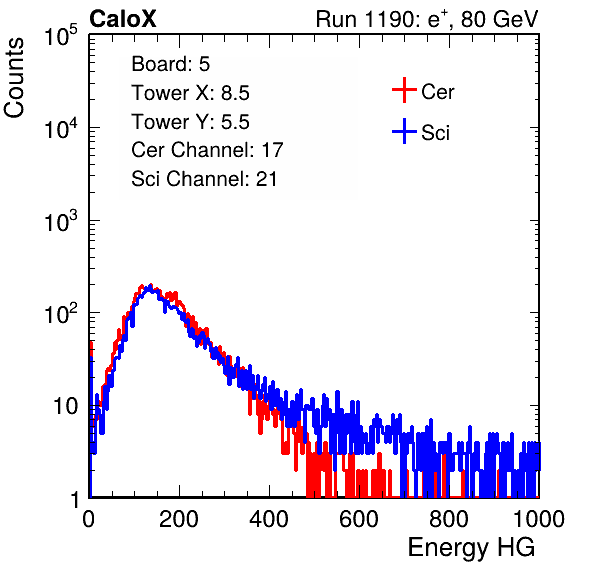 CaloX Run 1190: e⁺, 80 GeV
Counts
Board: 5
Tower X: 8.5
Tower Y: 5.5
Cer Channel: 17
Sci Channel: 21
Cer
Sci
10⁵
10⁴
10³
10²
10
1
0 200 400 600 800 1000
Energy HG